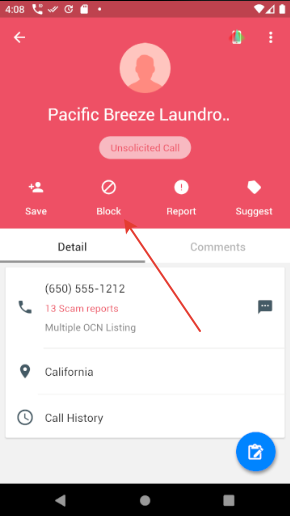 4:08
Pacific Breeze Laundro..
Unsolicited Call
Save Block Report Suggest
Detail Comments
(650) 555-1212
13 Scam reports
Multiple OCN Listing
California
Call History